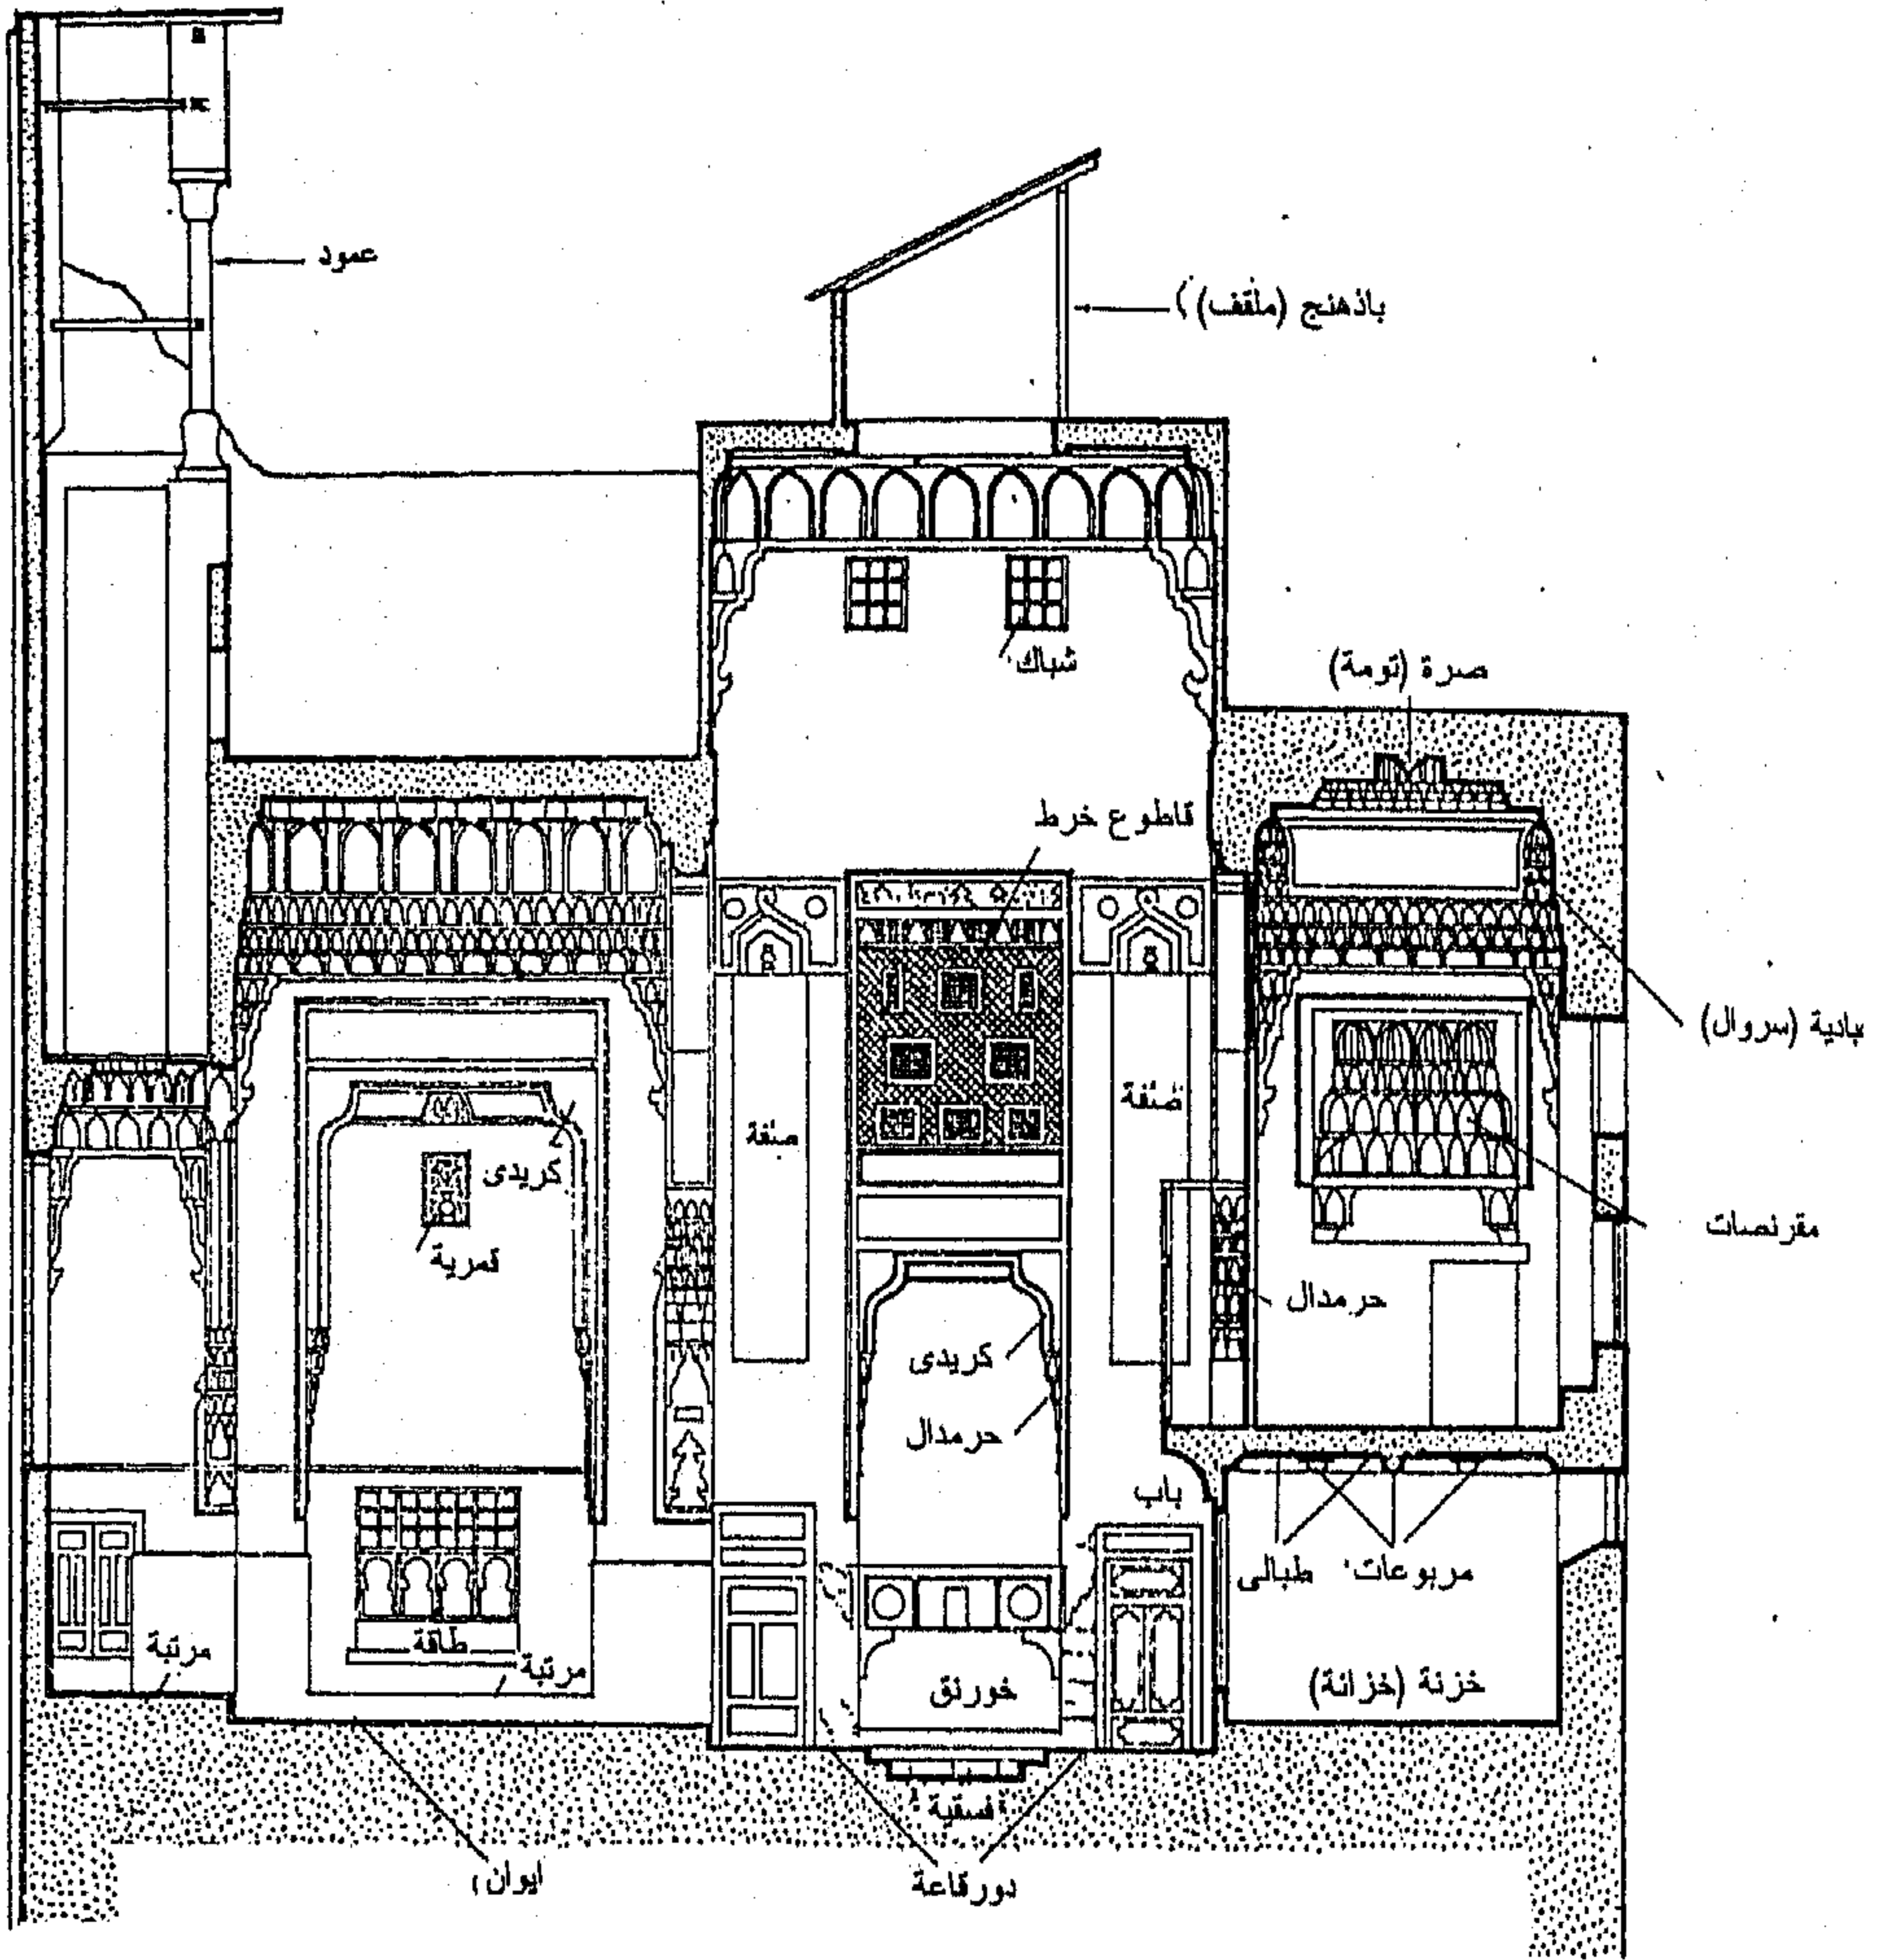 عمود
باذهنج (ملقف)
شباك
صرة (تومة)
قاطوع خرط
بادية (سروال)
صفة
صفة
كريدى
قمرية
مقرنصات
حرمدال
كريدى
حرمدال
باب
مربوعات طبالى
طاقة
مرتبة
مرتبة
خورنق
خزنة (خزانة)
فسقية
ايوان
دورقاعة